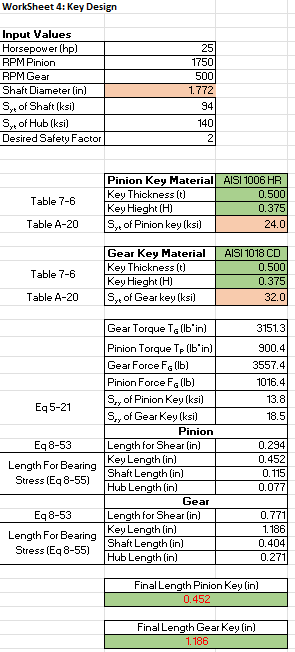 WorkSheet 4: Key Design
Input Values
Horsepower (hp) 25
RPM Pinion 1750
RPM Gear 500
Shaft Diameter (in) 1.772
Syt of Shaft (ksi) 94
Syt of Hub (ksi) 140
Desired Safety Factor 2
Pinion Key Material AISI 1006 HR
Table 7-6 Key Thickness (t) 0.500
Key Hieght (H) 0.375
Table A-20 Syt of Pinion key (ksi) 24.0
Gear Key Material AISI 1018 CD
Table 7-6 Key Thickness (t) 0.500
Key Hieght (H) 0.375
Table A-20 Syt of Gear key (ksi) 32.0
Gear Torque TG (lb*in) 3151.3
Pinion Torque TP (lb*in) 900.4
Gear Force FG (lb) 3557.4
Pinion Force FG (lb) 1016.4
Eq 5-21 Ssy of Pinion Key (ksi) 13.8
Ssy of Gear Key (ksi) 18.5
Pinion
Eq 8-53 Length for Shear (in) 0.294
Length For Bearing Stress (Eq 8-55) Key Length (in) 0.452
Shaft Length (in) 0.115
Hub Length (in) 0.077
Gear
Eq 8-53 Length for Shear (in) 0.771
Length For Bearing Stress (Eq 8-55) Key Length (in) 1.186
Shaft Length (in) 0.404
Hub Length (in) 0.271
Final Length Pinion Key (in)
0.452
Final Length Gear Key (in)
1.186